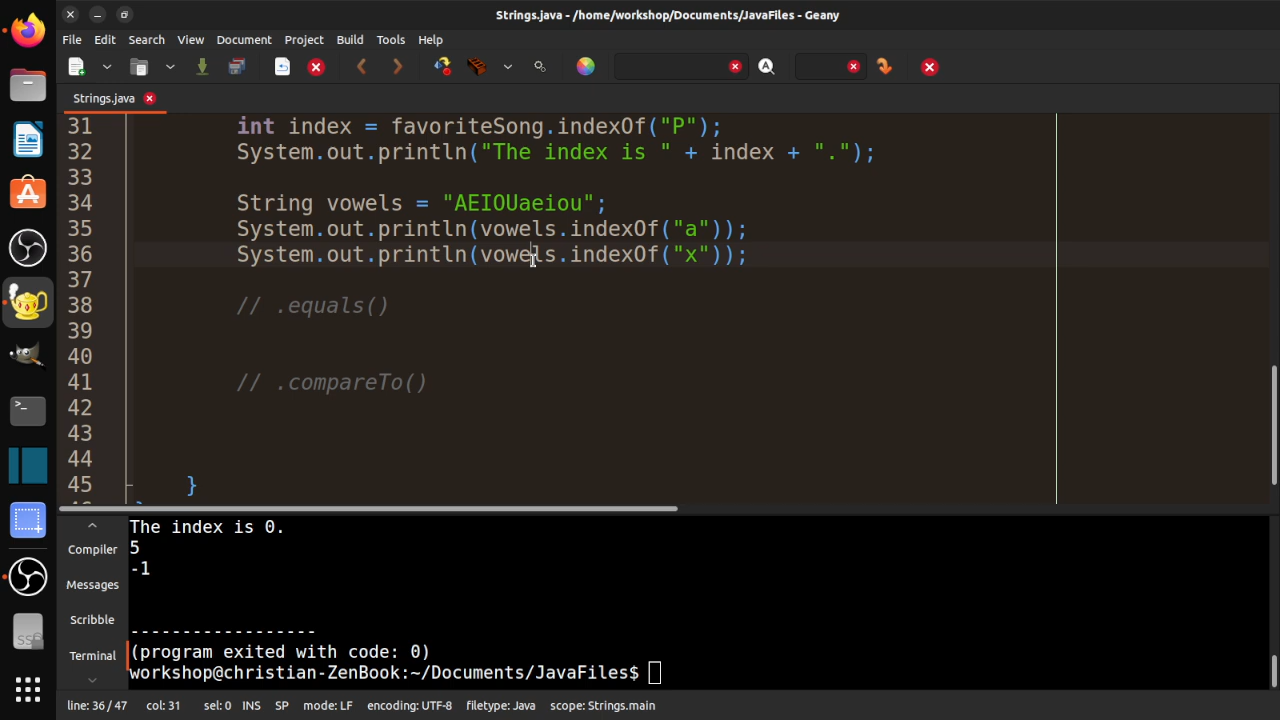 Strings.java - /home/workshop/Documents/JavaFiles - Geany
File Edit Search View Document Project Build Tools Help
Strings.java
31 int index = favoriteSong.indexOf("P");
32 System.out.println("The index is " + index + ".");
33
34 String vowels = "AEIOUaeiou";
35 System.out.println(vowels.indexOf("a"));
36 System.out.println(vowels.indexOf("x"));
37
38 // .equals()
39
40
41 // .compareTo()
42
43
44
45 }
The index is 0.
Compiler
5
-1
Messages
Scribble
------------------
Terminal
(program exited with code: 0)
workshop@christian-ZenBook:~/Documents/JavaFiles$
line: 36 / 47 col: 31 sel: 0 INS SP mode: LF encoding: UTF-8 filetype: Java scope: Strings.main